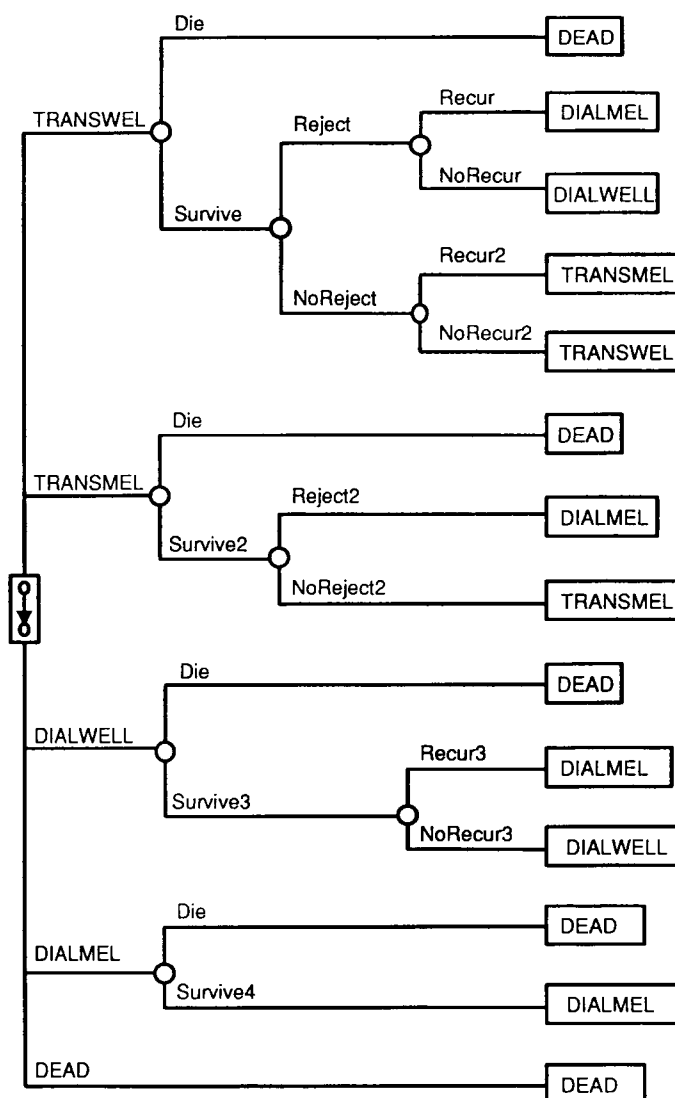 Die
DEAD
TRANSWEL
Reject
Recur
DIALMEL
NoRecur
DIALWELL
Survive
NoReject
Recur2
TRANSMEL
NoRecur2
TRANSWEL
Die
DEAD
TRANSMEL
Reject2
DIALMEL
Survive2
NoReject2
TRANSMEL
Die
DEAD
DIALWELL
Recur3
DIALMEL
Survive3
NoRecur3
DIALWELL
Die
DEAD
DIALMEL
Survive4
DIALMEL
DEAD
DEAD